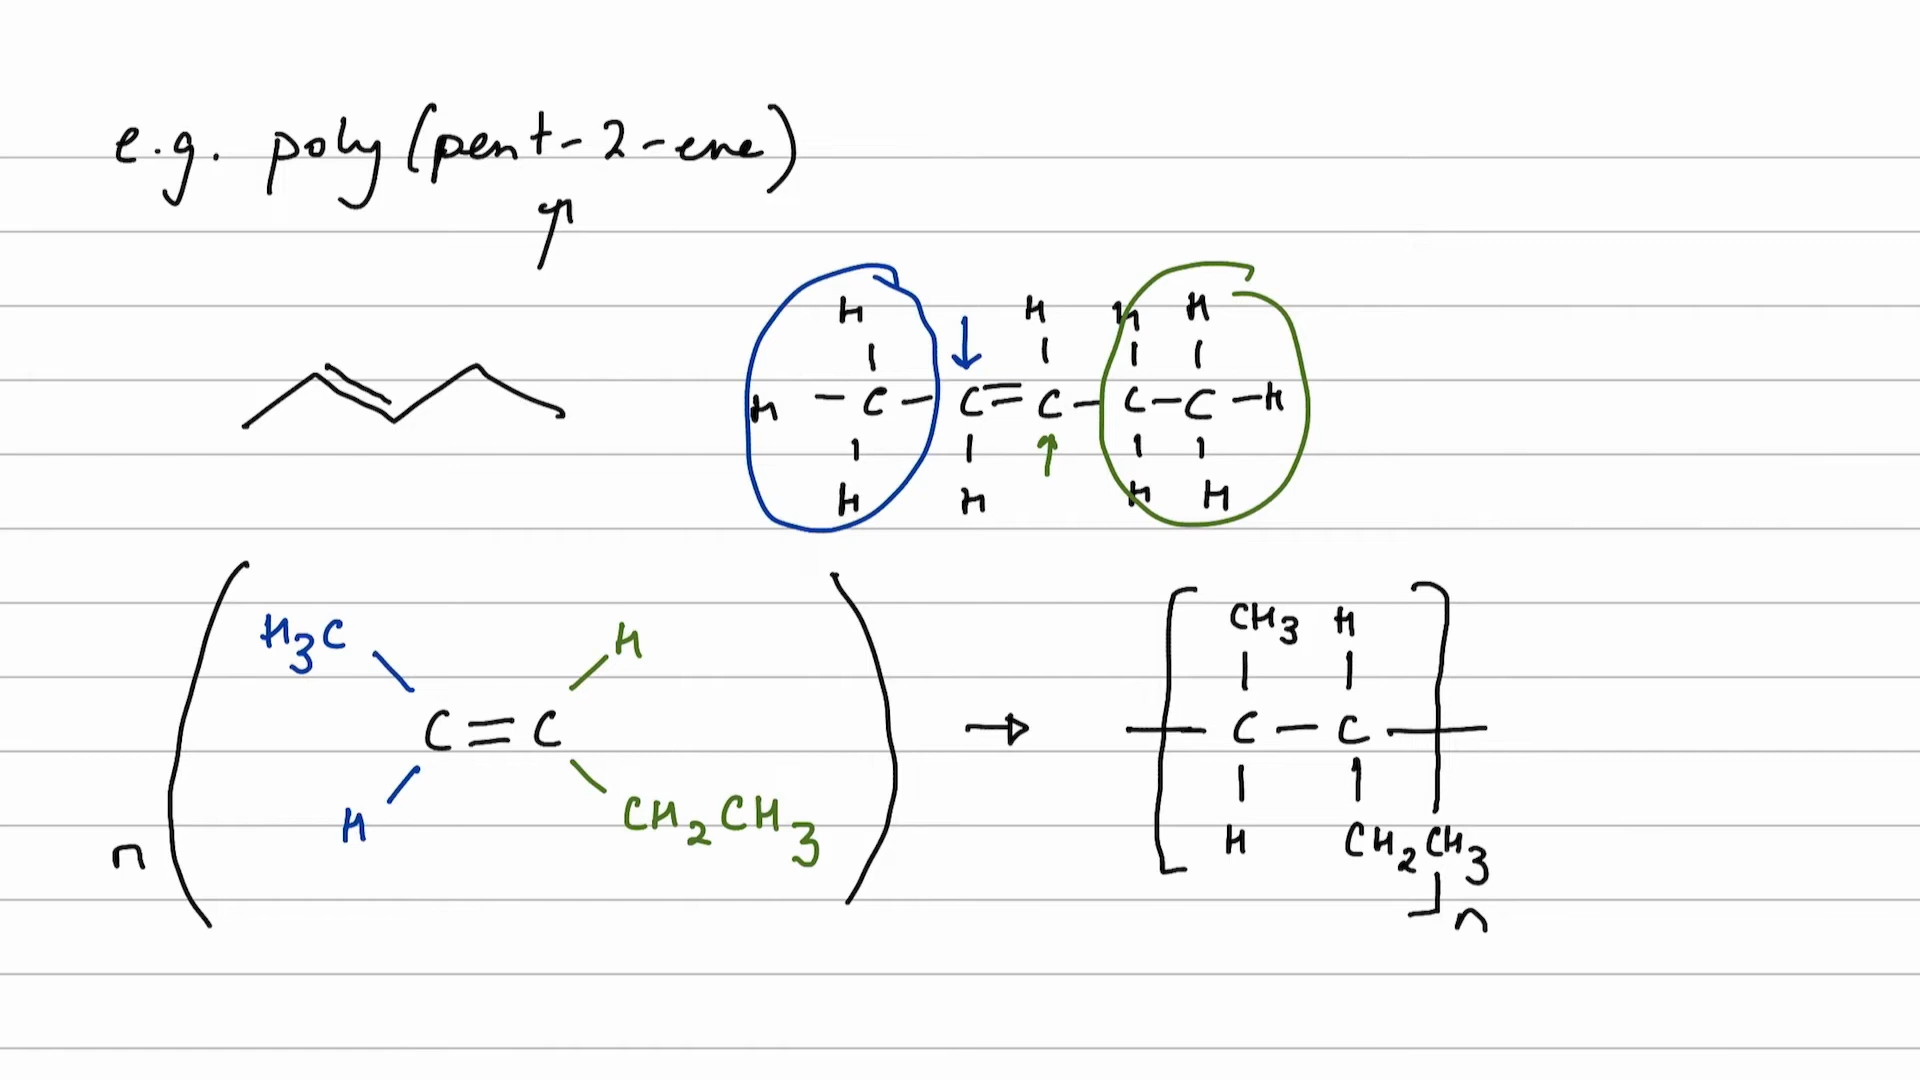 e.g. poly(pent-2-ene)
H H H H
H - C - C = C - C - C - H
H H H H
H3C H
C = C
H CH2CH3
n
→
CH3 H
C - C
H CH2CH3
n